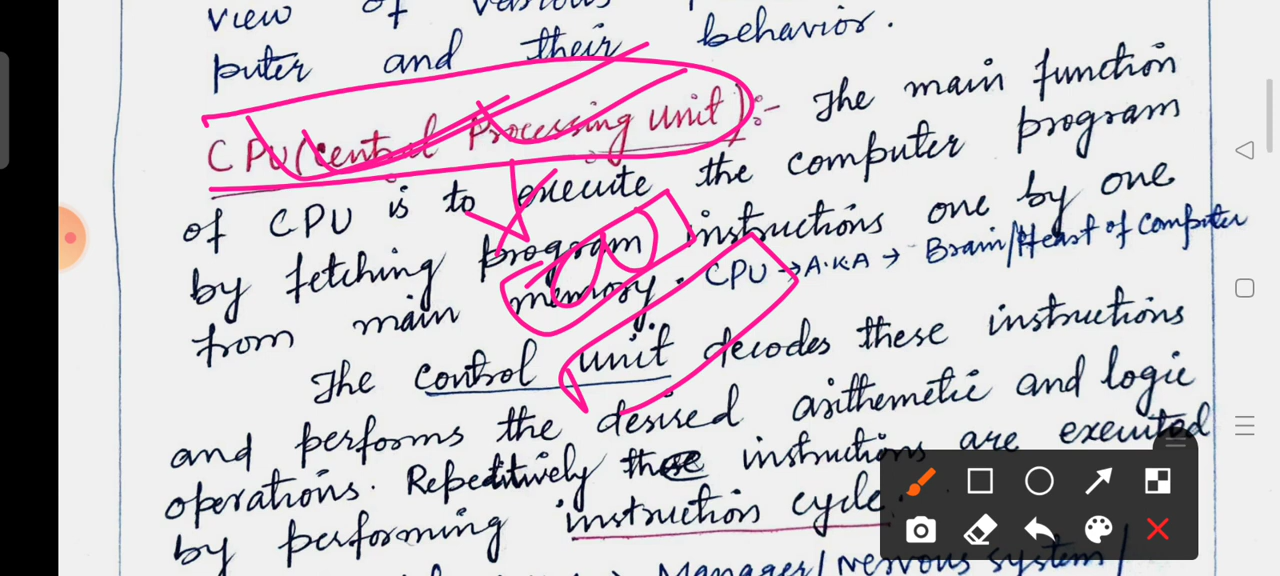 view of
puter and their behavior.
CPU (Central Processing Unit):- The main function
of CPU is to execute the computer program
by fetching program instructions one by one
from main memory. CPU → A.K.A → Brain/Heart of Computer
The control unit decodes these instructions
and performs the desired arithmetic and logic
operations. Repeditively these instructions are executed
by performing instruction cycle.
Manager/nervous system/